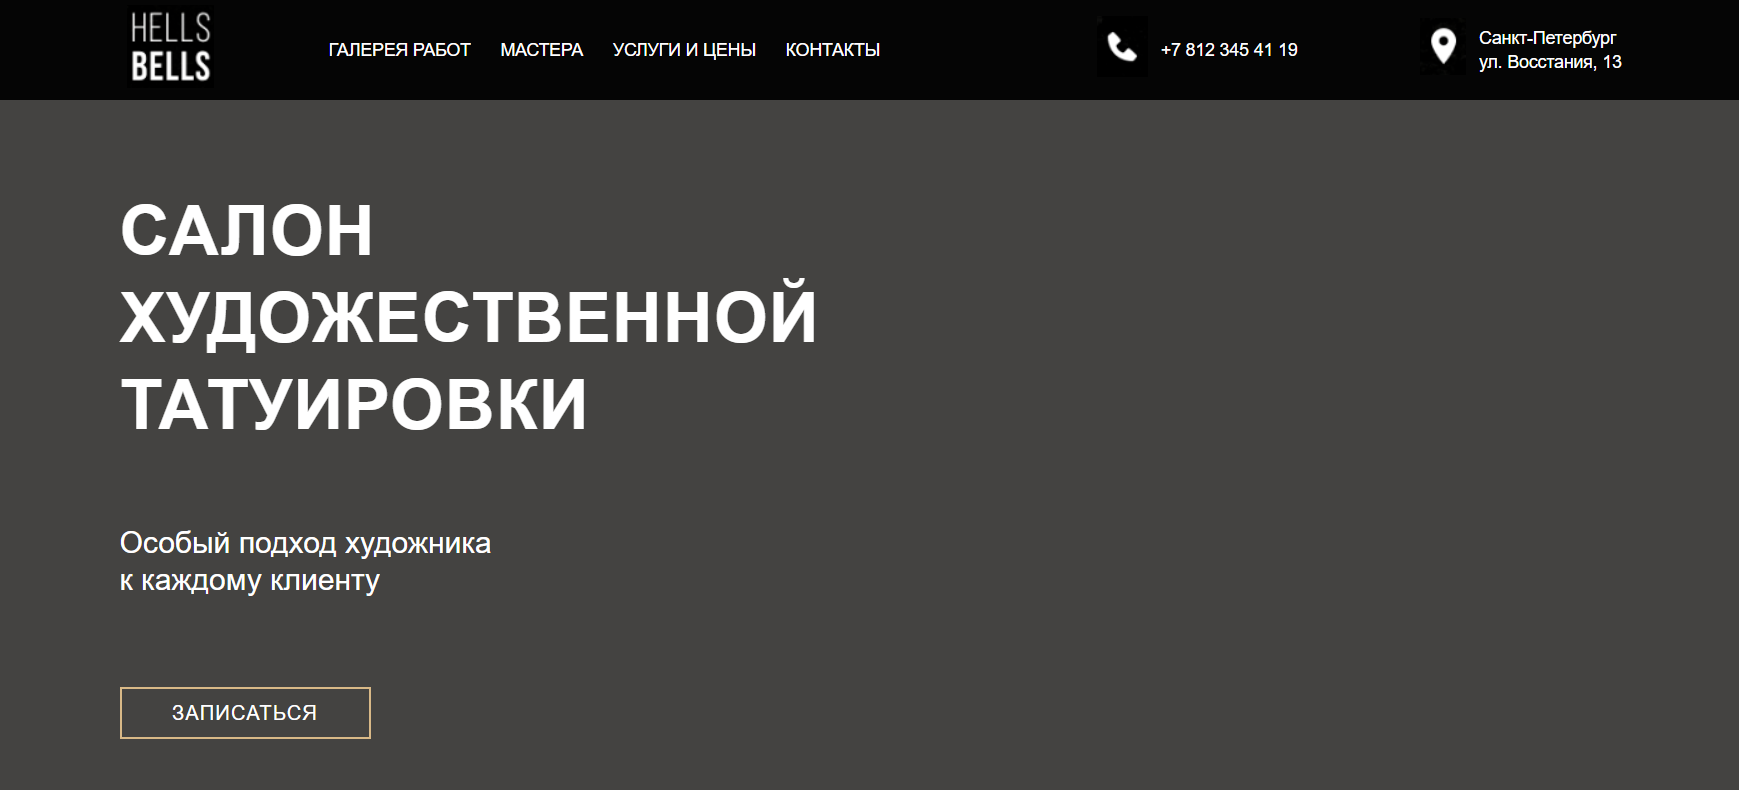 HELLS
BELLS
ГАЛЕРЕЯ РАБОТ МАСТЕРА УСЛУГИ И ЦЕНЫ КОНТАКТЫ
+7 812 345 41 19
Санкт-Петербург
ул. Восстания, 13
САЛОН
ХУДОЖЕСТВЕННОЙ
ТАТУИРОВКИ
Особый подход художника
к каждому клиенту
ЗАПИСАТЬСЯ